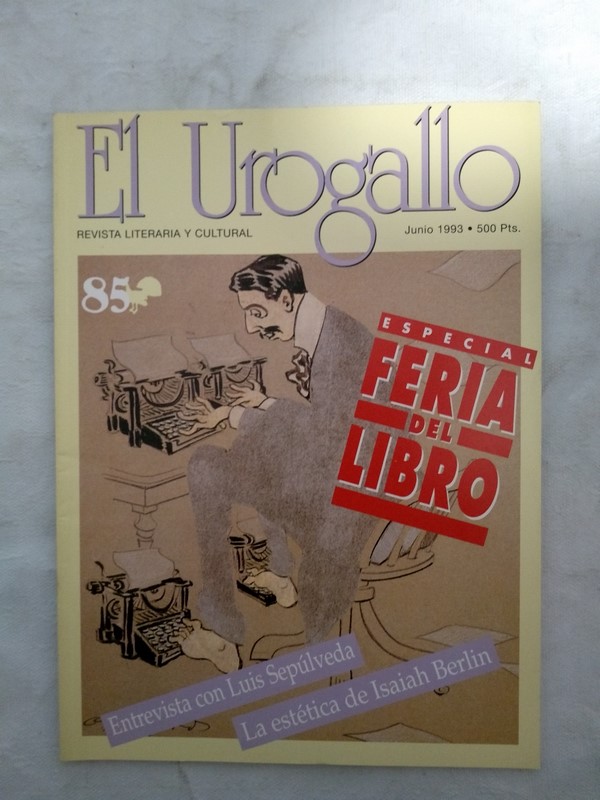 El Urogallo
REVISTA LITERARIA Y CULTURAL
Junio 1993 • 500 Pts.
85
ESPECIAL
FERIA
DEL
LIBRO
Entrevista con Luis Sepúlveda
La estética de Isaiah Berlin